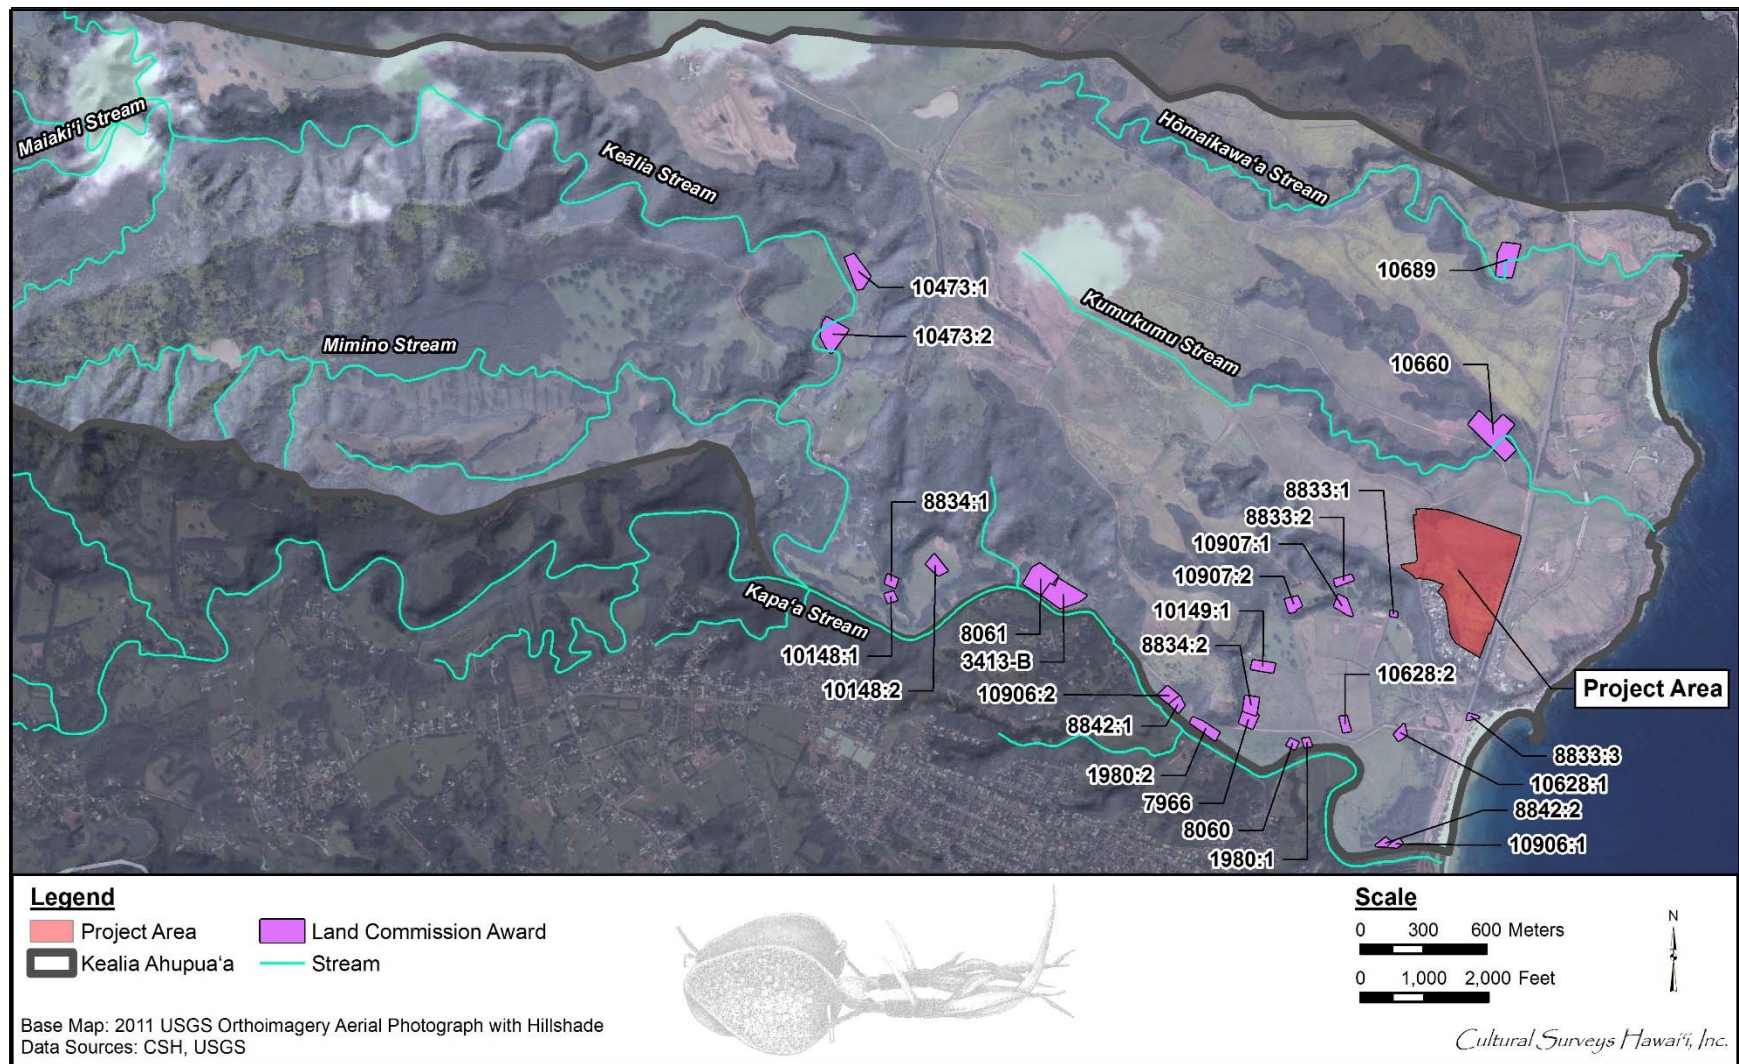 Maiaki‘i Stream
Keālia Stream
Hōmaikawa‘a Stream
10689
10473:1
Kumukumu Stream
10473:2
Mimino Stream
10660
8833:1
8834:1
8833:2
10907:1
10907:2
Kapa‘a Stream
10149:1
8061
8834:2
10148:1
3413-B
10628:2
10148:2
10906:2
Project Area
8842:1
8833:3
1980:2
10628:1
7966
8842:2
8060
10906:1
1980:1
Legend
Project Area
Land Commission Award
Kealia Ahupua‘a
Stream
Base Map: 2011 USGS Orthoimagery Aerial Photograph with Hillshade
Data Sources: CSH, USGS
Scale
0 300 600 Meters
0 1,000 2,000 Feet
N
Cultural Surveys Hawai‘i, Inc.